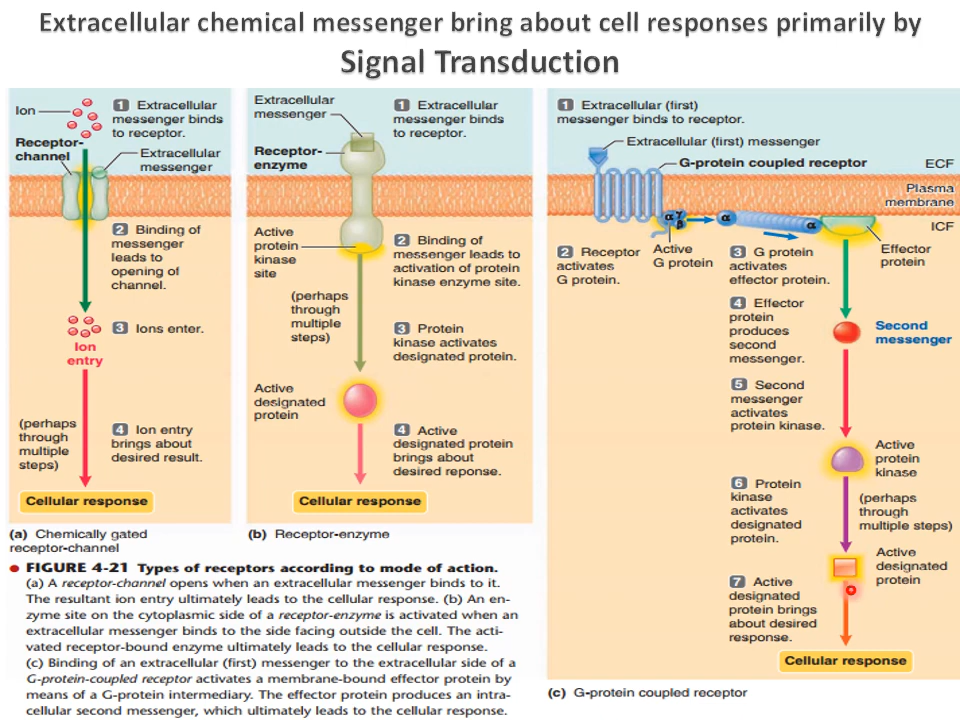 Extracellular chemical messenger bring about cell responses primarily by
Signal Transduction
Ion
1 Extracellular
messenger binds
to receptor.
Receptor-
channel
Extracellular
messenger
2 Binding of
messenger
leads to
opening of
channel.
3 Ions enter.
Ion
entry
(perhaps
through
multiple
steps)
4 Ion entry
brings about
desired result.
Cellular response
(a) Chemically gated
receptor-channel
Extracellular
messenger
1 Extracellular
messenger binds
to receptor.
Receptor-
enzyme
Active
protein
kinase
site
2 Binding of
messenger leads to
activation of protein
kinase enzyme site.
(perhaps
through
multiple
steps)
3 Protein
kinase activates
designated protein.
Active
designated
protein
4 Active
designated protein
brings about
desired reponse.
Cellular response
(b) Receptor-enzyme
1 Extracellular (first)
messenger binds to receptor.
Extracellular (first) messenger
G-protein coupled receptor
ECF
Plasma
membrane
ICF
α γ
β
α
α
2 Receptor
activates
G protein.
Active
G protein
3 G protein
activates
effector protein.
Effector
protein
4 Effector
protein
produces
second
messenger.
Second
messenger
5 Second
messenger
activates
protein kinase.
Active
protein
kinase
6 Protein
kinase
activates
designated
protein.
(perhaps
through
multiple steps)
Active
designated
protein
7 Active
designated
protein brings
about desired
response.
Cellular response
(c) G-protein coupled receptor
● FIGURE 4-21 Types of receptors according to mode of action.
(a) A receptor-channel opens when an extracellular messenger binds to it.
The resultant ion entry ultimately leads to the cellular response. (b) An en-
zyme site on the cytoplasmic side of a receptor-enzyme is activated when an
extracellular messenger binds to the side facing outside the cell. The acti-
vated receptor-bound enzyme ultimately leads to the cellular response.
(c) Binding of an extracellular (first) messenger to the extracellular side of a
G-protein-coupled receptor activates a membrane-bound effector protein by
means of a G-protein intermediary. The effector protein produces an intra-
cellular second messenger, which ultimately leads to the cellular response.